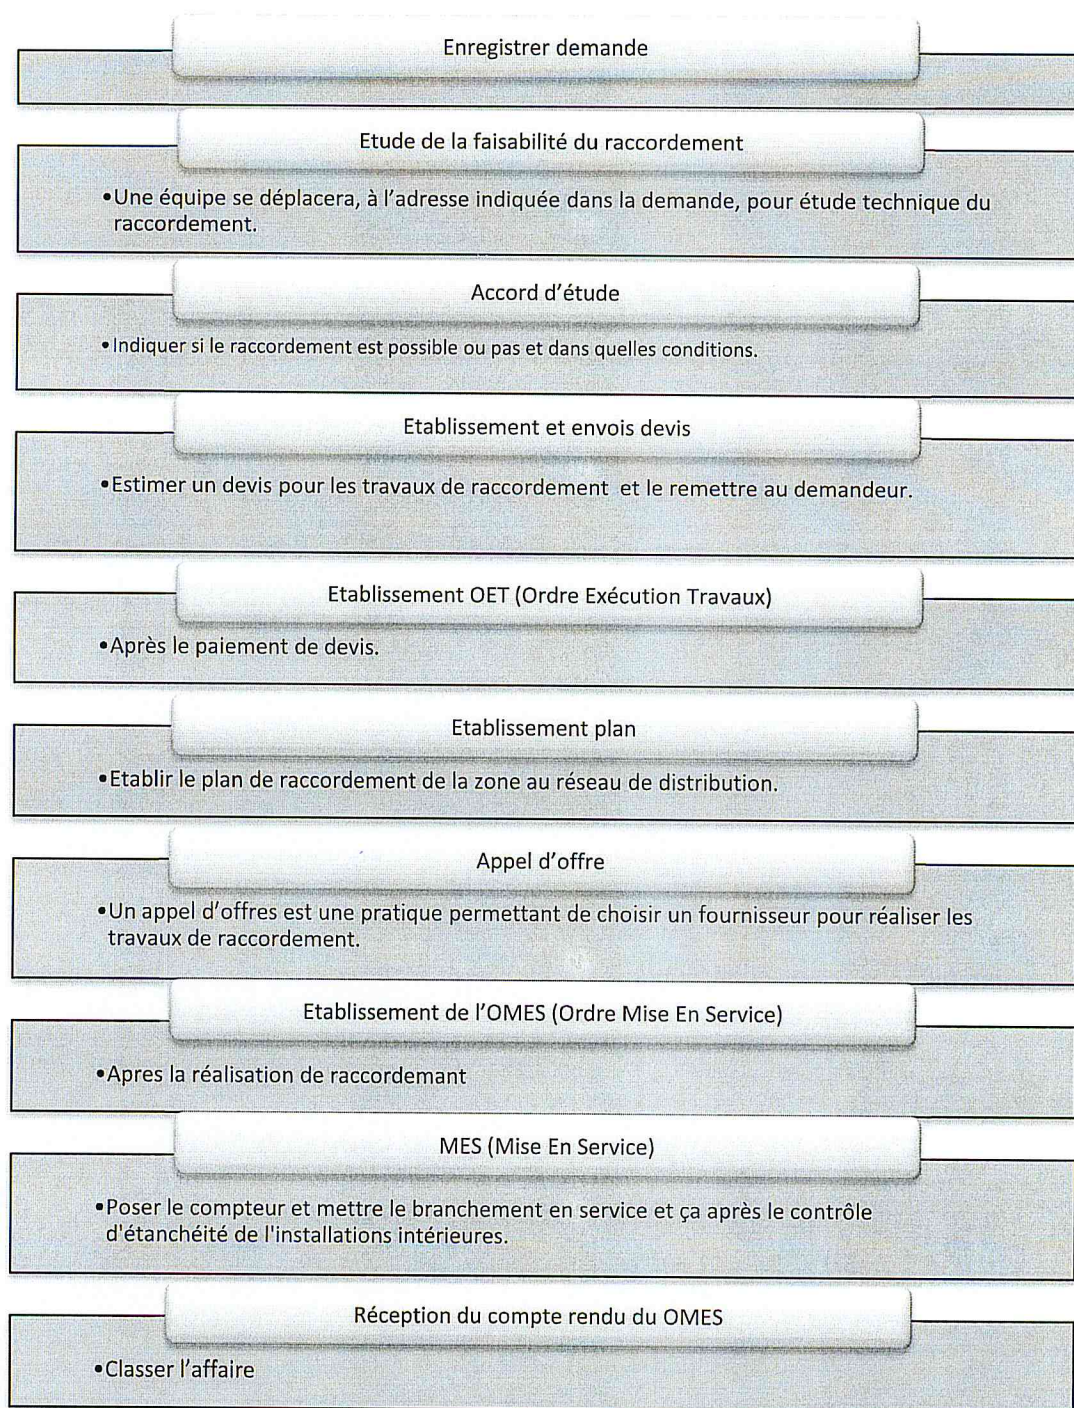 Enregistrer demande
Etude de la faisabilité du raccordement
•Une équipe se déplacera, à l'adresse indiquée dans la demande, pour étude technique du
raccordement.
Accord d'étude
•Indiquer si le raccordement est possible ou pas et dans quelles conditions.
Etablissement et envois devis
•Estimer un devis pour les travaux de raccordement et le remettre au demandeur.
Etablissement OET (Ordre Exécution Travaux)
•Après le paiement de devis.
Etablissement plan
•Etablir le plan de raccordement de la zone au réseau de distribution.
Appel d'offre
•Un appel d'offres est une pratique permettant de choisir un fournisseur pour réaliser les
travaux de raccordement.
Etablissement de l'OMES (Ordre Mise En Service)
•Apres la réalisation de raccordemant
MES (Mise En Service)
•Poser le compteur et mettre le branchement en service et ça après le contrôle
d'étanchéité de l'installations intérieures.
Réception du compte rendu du OMES
•Classer l'affaire